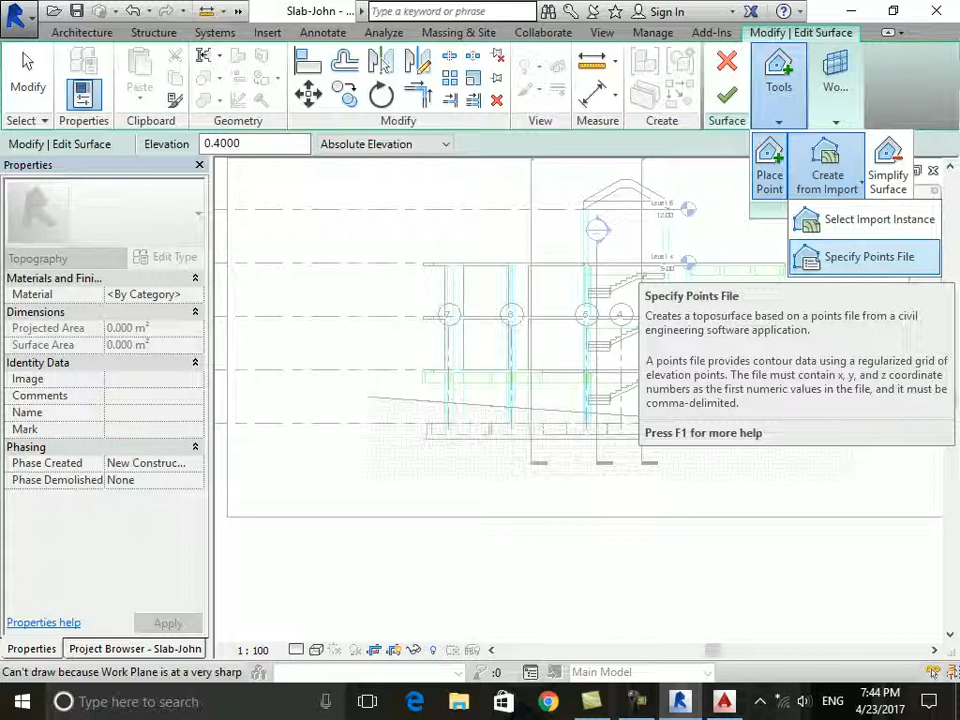 Slab-John - ...
Type a keyword or phrase
Sign In
Architecture Structure Systems Insert Annotate Analyze Massing & Site Collaborate View Manage Add-Ins Modify | Edit Surface
Modify
Paste
Tools
Wo...
Select Properties Clipboard Geometry Modify View Measure Create Surface
Modify | Edit Surface Elevation 0.4000 Absolute Elevation
Place Point
Create from Import
Simplify Surface
Select Import Instance
Specify Points File
Specify Points File
Creates a toposurface based on a points file from a civil
engineering software application.
A points file provides contour data using a regularized grid of
elevation points. The file must contain x, y, and z coordinate
numbers as the first numeric values in the file, and it must be
comma-delimited.
Press F1 for more help
Properties
Topography Edit Type
Materials and Fini...
Material <By Category>
Dimensions
Projected Area 0.000 m²
Surface Area 0.000 m²
Identity Data
Image
Comments
Name
Mark
Phasing
Phase Created New Construc...
Phase Demolished None
Properties help Apply
Properties Project Browser - Slab-John
7 6 5 4
1 : 100
Can't draw because Work Plane is at a very sharp
:0
Main Model
Type here to search
ENG
7:44 PM
4/23/2017